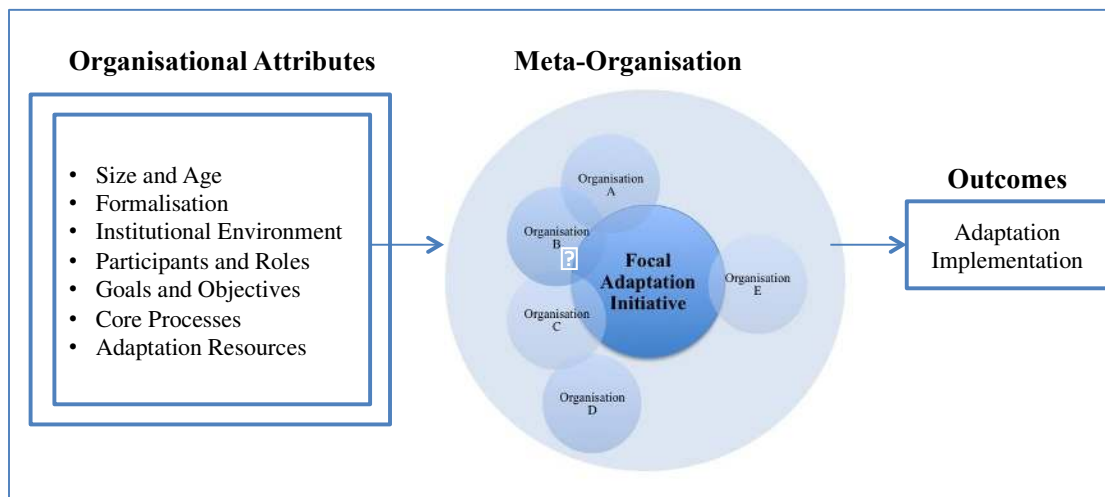 Organisational Attributes
• Size and Age
• Formalisation
• Institutional Environment
• Participants and Roles
• Goals and Objectives
• Core Processes
• Adaptation Resources
Meta-Organisation
Organisation
A
Organisation
B
?
Organisation
C
Organisation
D
Focal
Adaptation
Initiative
Organisation
E
Outcomes
Adaptation
Implementation